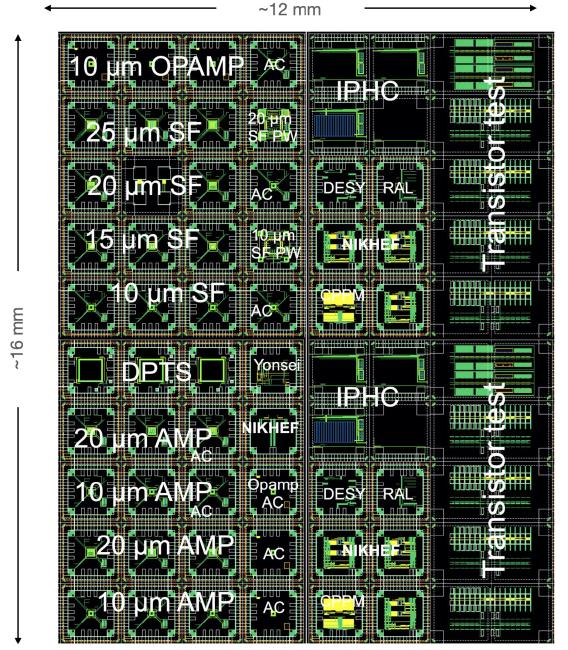 ~12 mm
~16 mm
10 µm OPAMP
AC
IPHC
Transistor test
25 µm SF
20 µm
SF PW
20 µm SF
AC
DESY
RAL
15 µm SF
10 µm
SF PW
NIKHEF
10 µm SF
AC
CPPM
DPTS
Yonsei
IPHC
Transistor test
20 µm AMP
AC
NIKHEF
10 µm AMP
AC
Opamp
AC
DESY
RAL
20 µm AMP
AC
NIKHEF
10 µm AMP
AC
CPPM